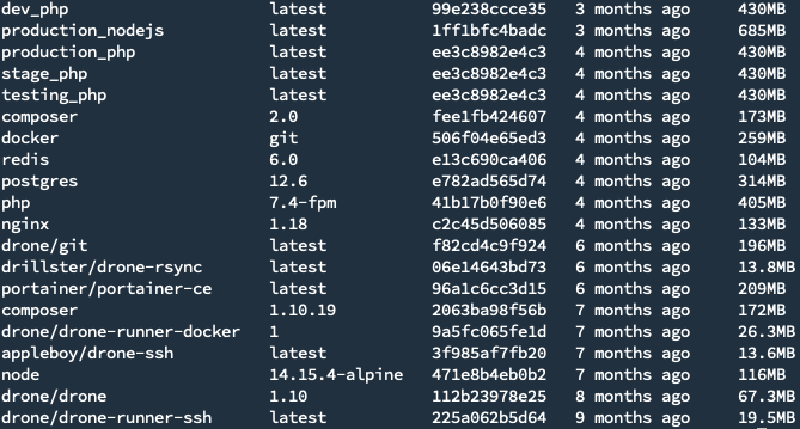 dev_php latest 99e238ccce35 3 months ago 430MB
production_nodejs latest 1ff1bfc4badc 3 months ago 685MB
production_php latest ee3c8982e4c3 4 months ago 430MB
stage_php latest ee3c8982e4c3 4 months ago 430MB
testing_php latest ee3c8982e4c3 4 months ago 430MB
composer 2.0 fee1fb424607 4 months ago 173MB
docker git 506f04e65ed3 4 months ago 259MB
redis 6.0 e13c690ca406 4 months ago 104MB
postgres 12.6 e782ad565d74 4 months ago 314MB
php 7.4-fpm 41b17b0f90e6 4 months ago 405MB
nginx 1.18 c2c45d506085 4 months ago 133MB
drone/git latest f82cd4c9f924 6 months ago 196MB
drillster/drone-rsync latest 06e14643bd73 6 months ago 13.8MB
portainer/portainer-ce latest 96a1c6cc3d15 6 months ago 209MB
composer 1.10.19 2063ba98f56b 7 months ago 172MB
drone/drone-runner-docker 1 9a5fc065fe1d 7 months ago 26.3MB
appleboy/drone-ssh latest 3f985af7fb20 7 months ago 13.6MB
node 14.15.4-alpine 471e8b4eb0b2 7 months ago 116MB
drone/drone 1.10 112b23978e25 8 months ago 67.3MB
drone/drone-runner-ssh latest 225a062b5d64 9 months ago 19.5MB